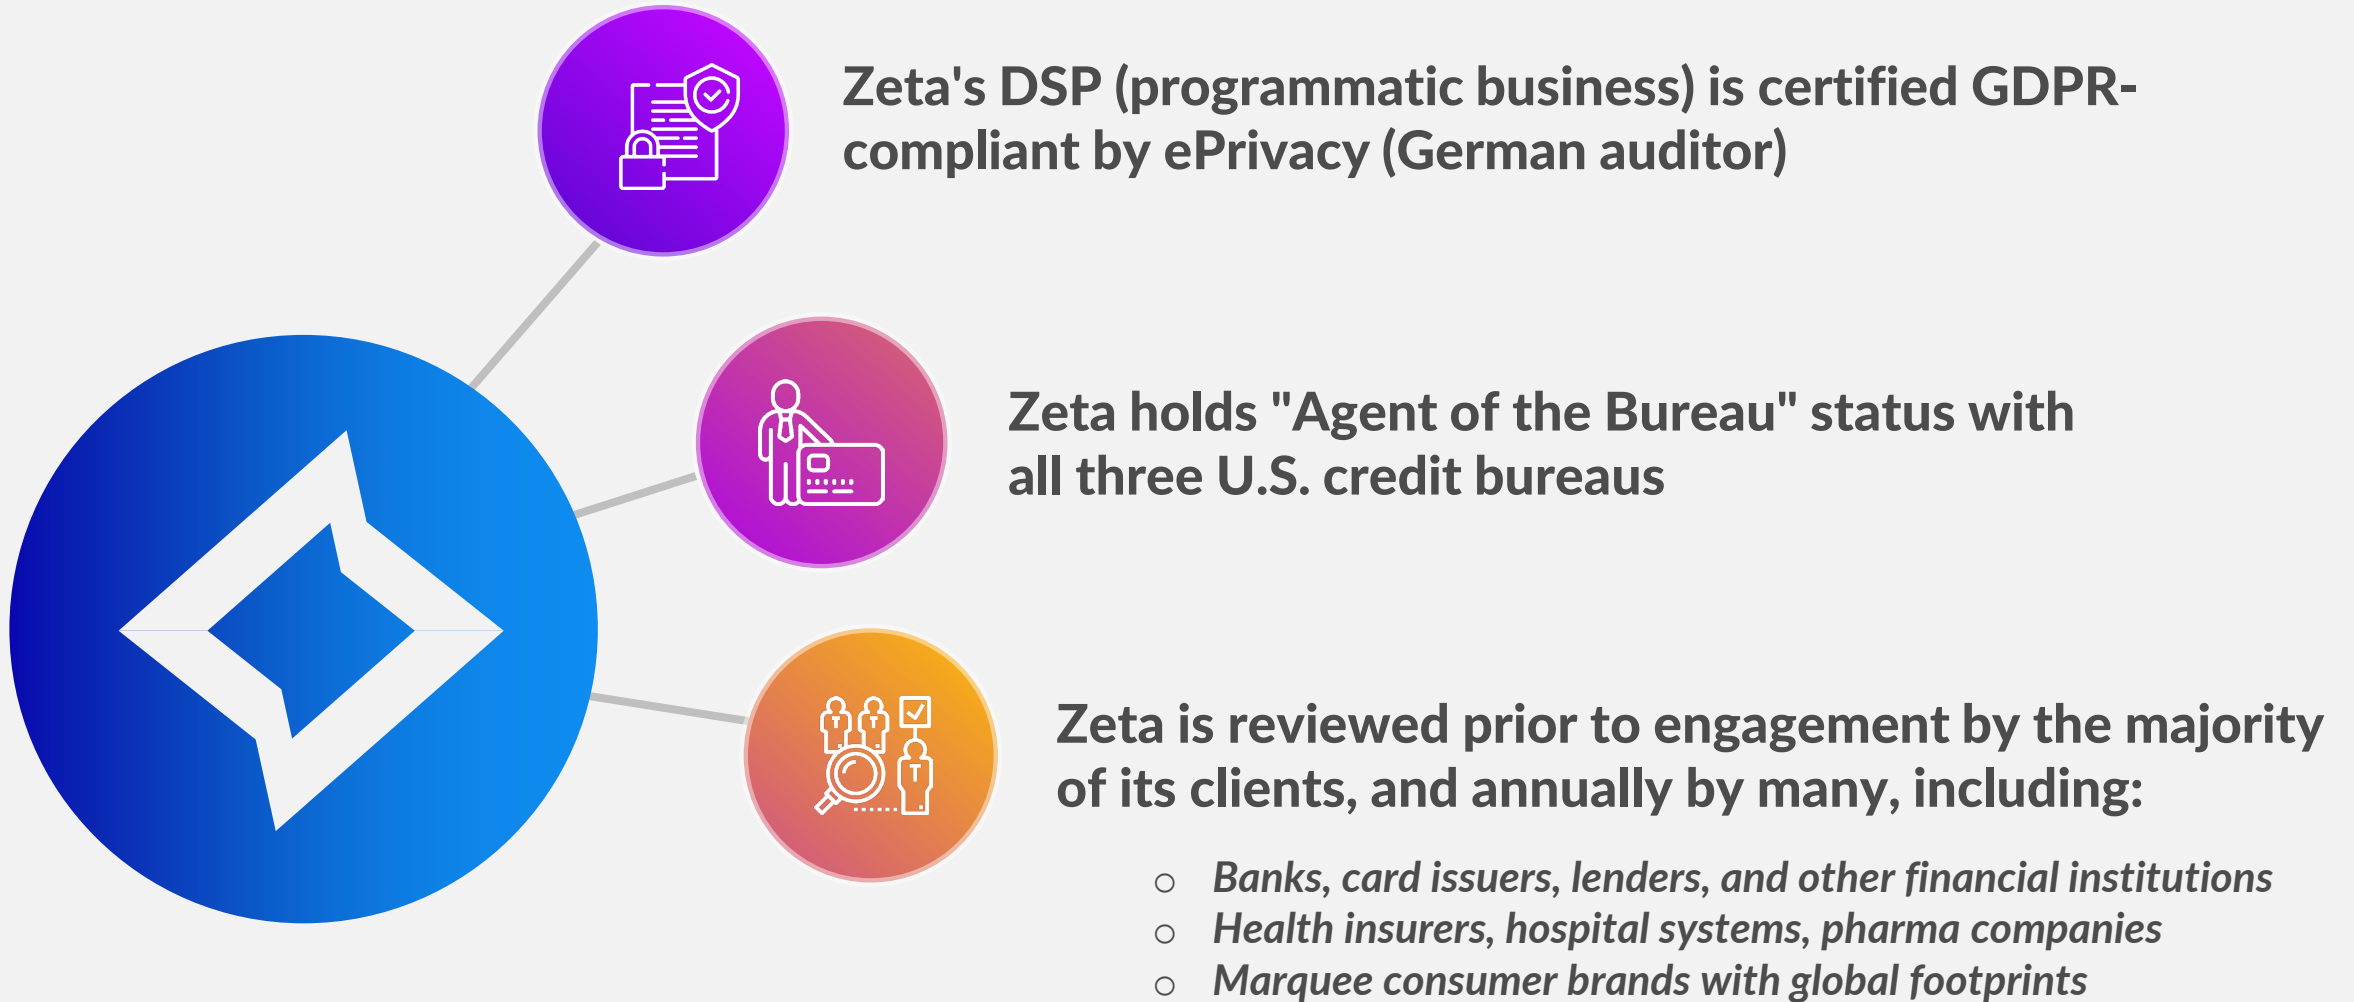 Zeta's DSP (programmatic business) is certified GDPR-
compliant by ePrivacy (German auditor)
Zeta holds "Agent of the Bureau" status with
all three U.S. credit bureaus
Zeta is reviewed prior to engagement by the majority
of its clients, and annually by many, including:
o Banks, card issuers, lenders, and other financial institutions
o Health insurers, hospital systems, pharma companies
o Marquee consumer brands with global footprints